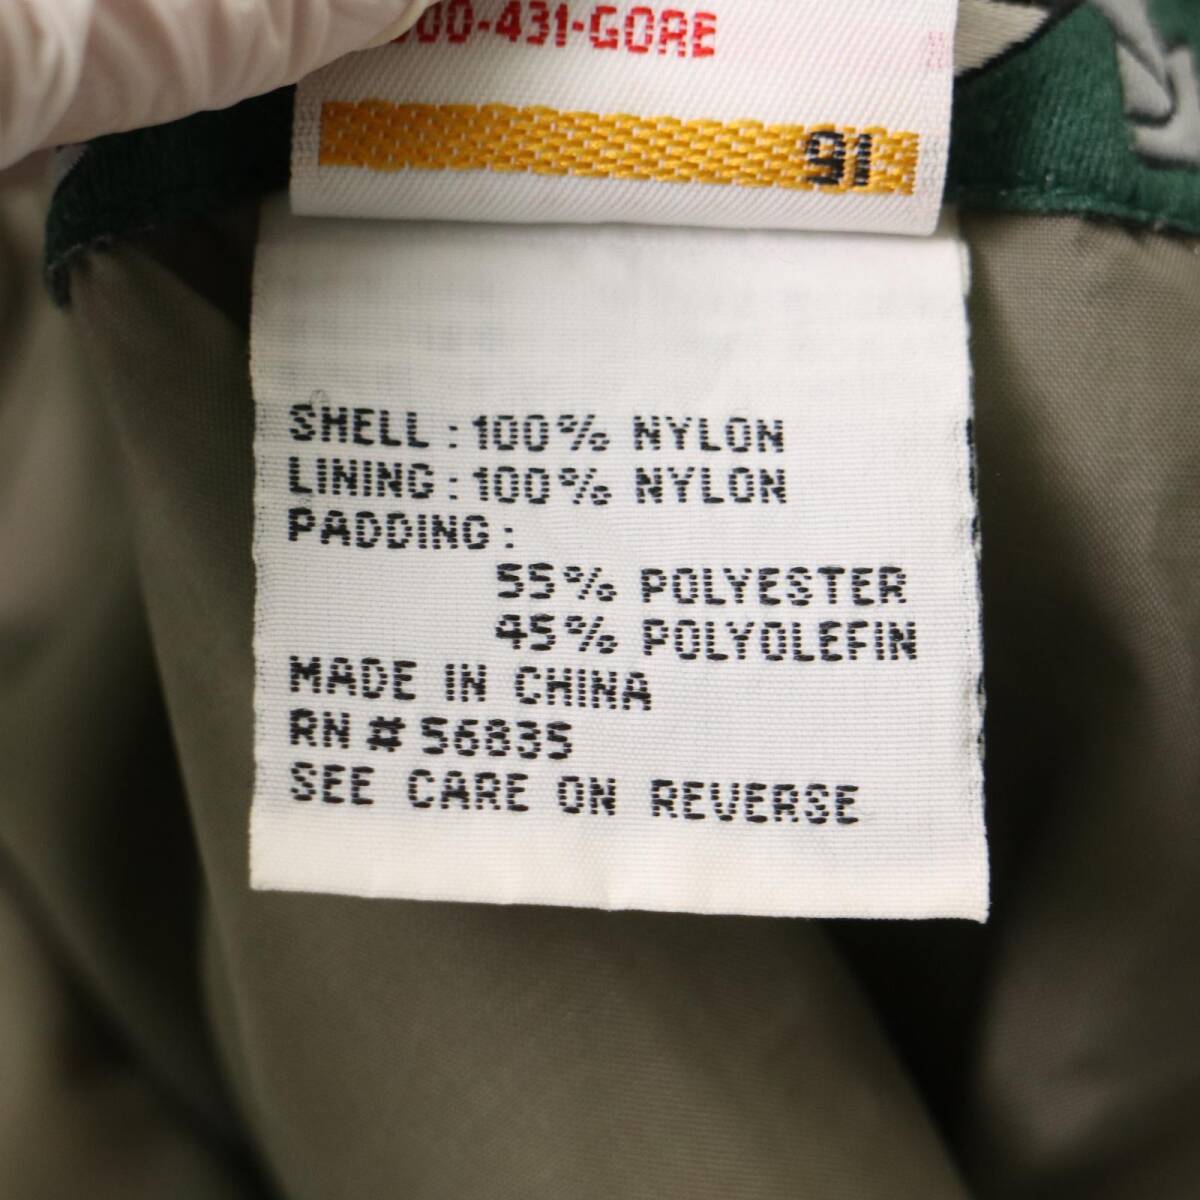 00-431-GORE
91
SHELL : 100% NYLON
LINING : 100% NYLON
PADDING :
55% POLYESTER
45% POLYOLEFIN
MADE IN CHINA
RN # 56835
SEE CARE ON REVERSE